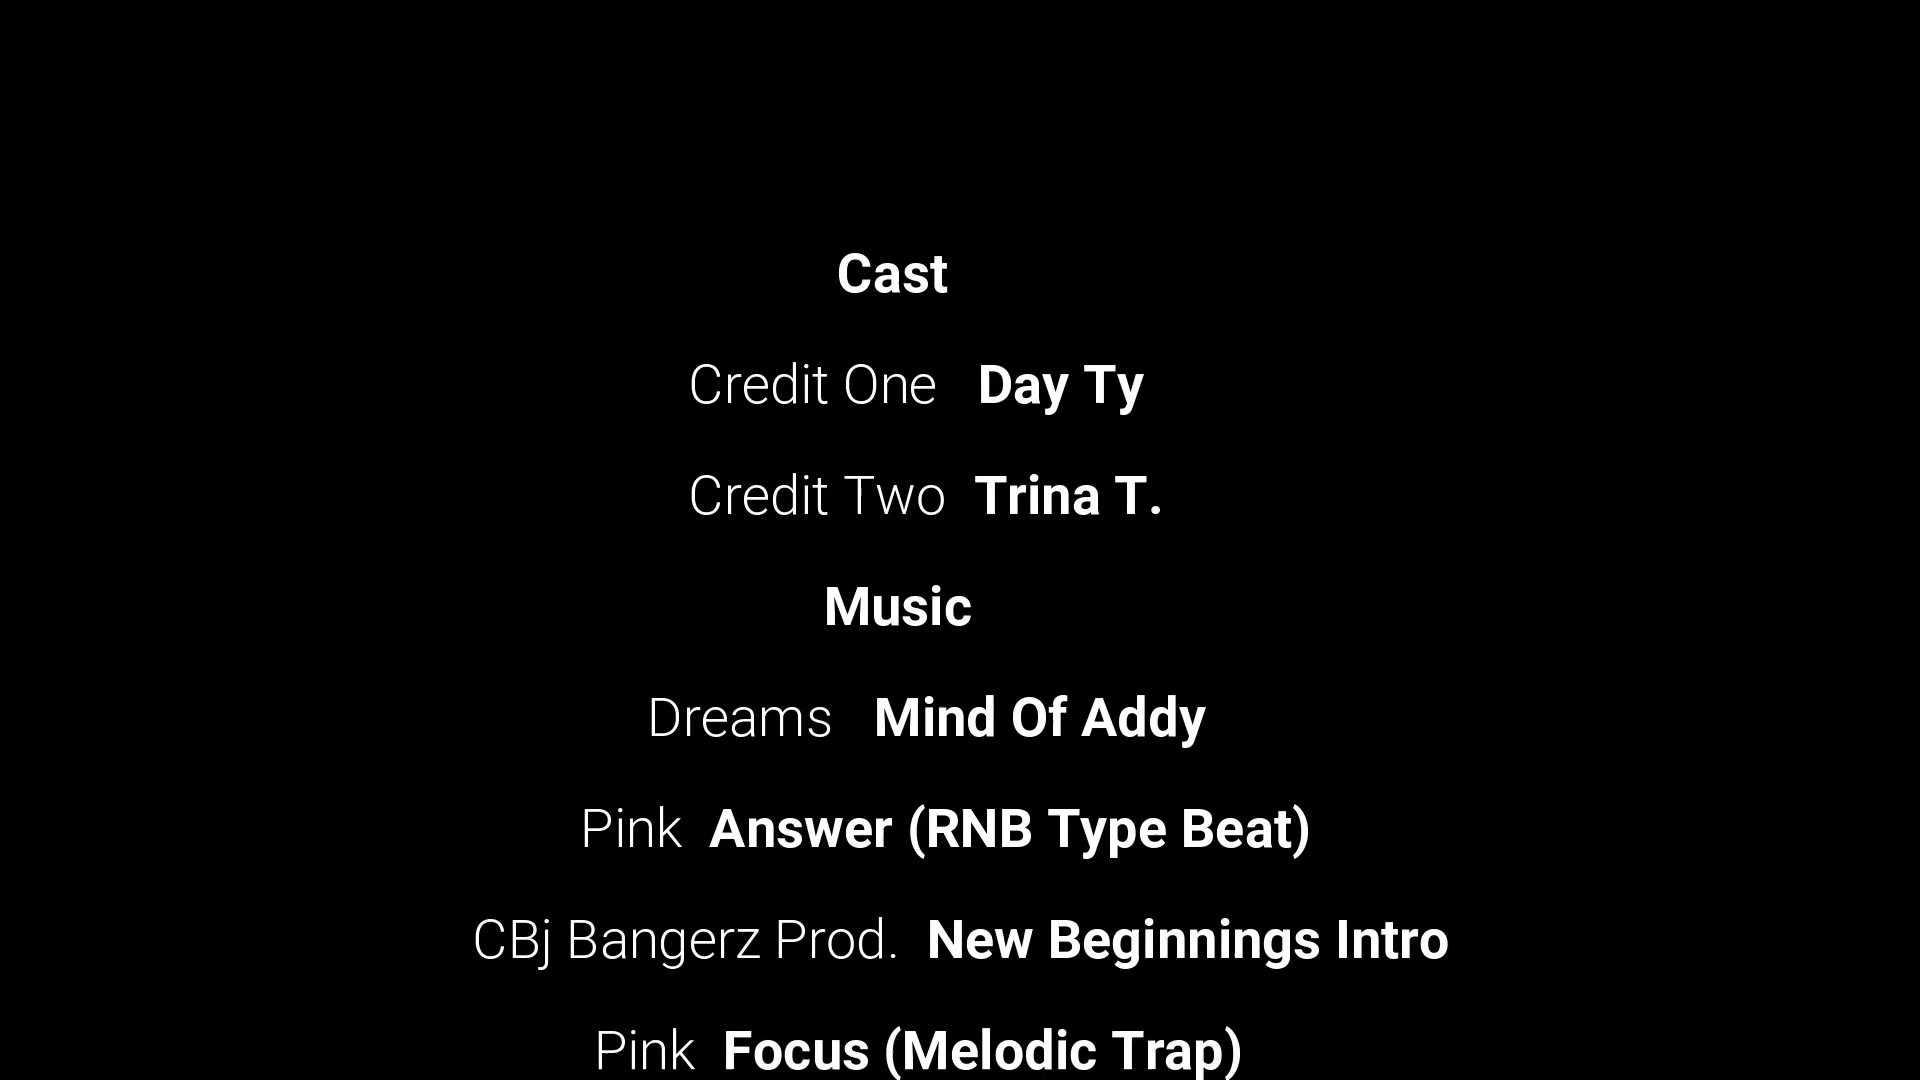 Cast
Credit One Day Ty
Credit Two Trina T.
Music
Dreams Mind Of Addy
Pink Answer (RNB Type Beat)
CBj Bangerz Prod. New Beginnings Intro
Pink Focus (Melodic Trap)